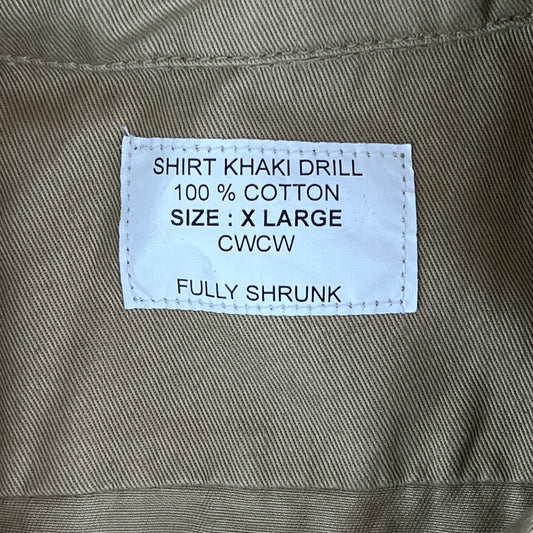 SHIRT KHAKI DRILL
100 % COTTON
SIZE : X LARGE
CWCW
FULLY SHRUNK